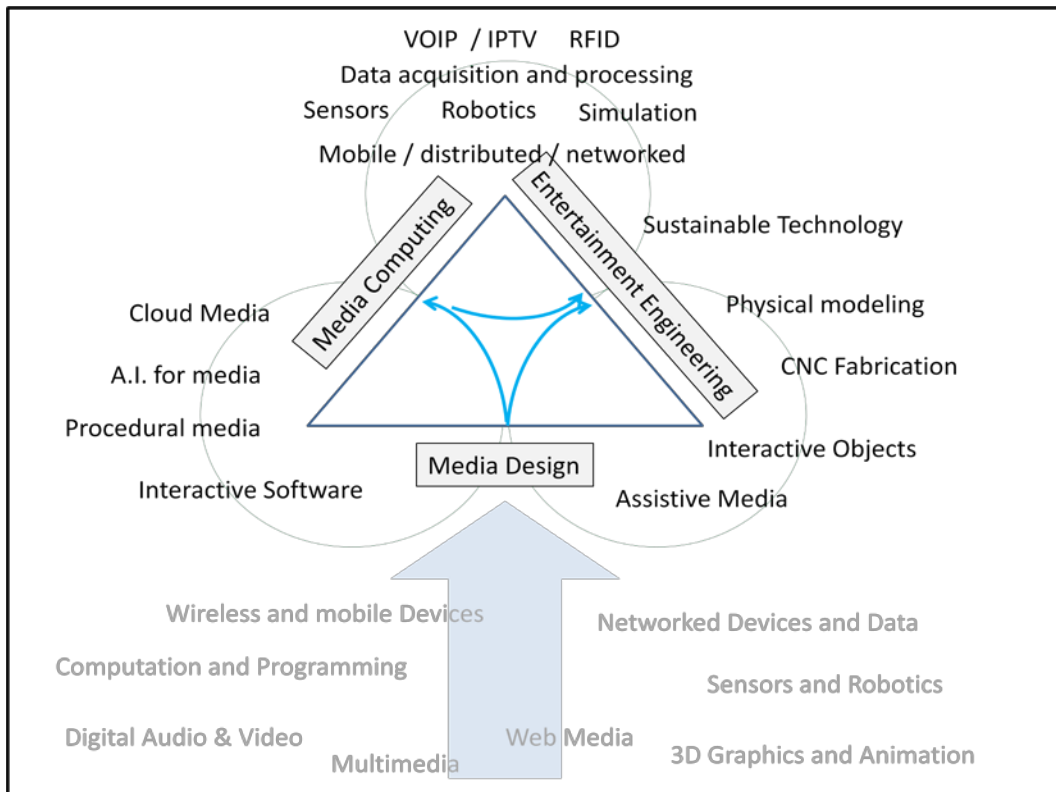 VOIP / IPTV RFID
Data acquisition and processing
Sensors Robotics Simulation
Mobile / distributed / networked
Media Computing
Entertainment Engineering
Sustainable Technology
Cloud Media
Physical modeling
A.I. for media
CNC Fabrication
Procedural media
Interactive Objects
Media Design
Interactive Software
Assistive Media
Wireless and mobile Devices
Networked Devices and Data
Computation and Programming
Sensors and Robotics
Digital Audio & Video
Web Media
Multimedia
3D Graphics and Animation